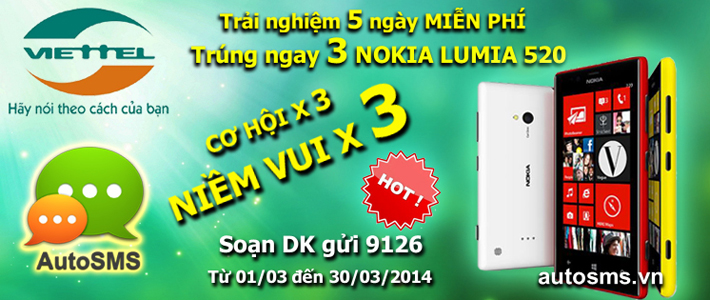 VIETTEL
Hãy nói theo cách của bạn
Trải nghiệm 5 ngày MIỄN PHÍ
Trúng ngay 3 NOKIA LUMIA 520
CƠ HỘI X 3
NIỀM VUI X 3
HOT !
AutoSMS
Soạn DK gửi 9126
Từ 01/03 đến 30/03/2014
NOKIA
NOKIA
autosms.vn